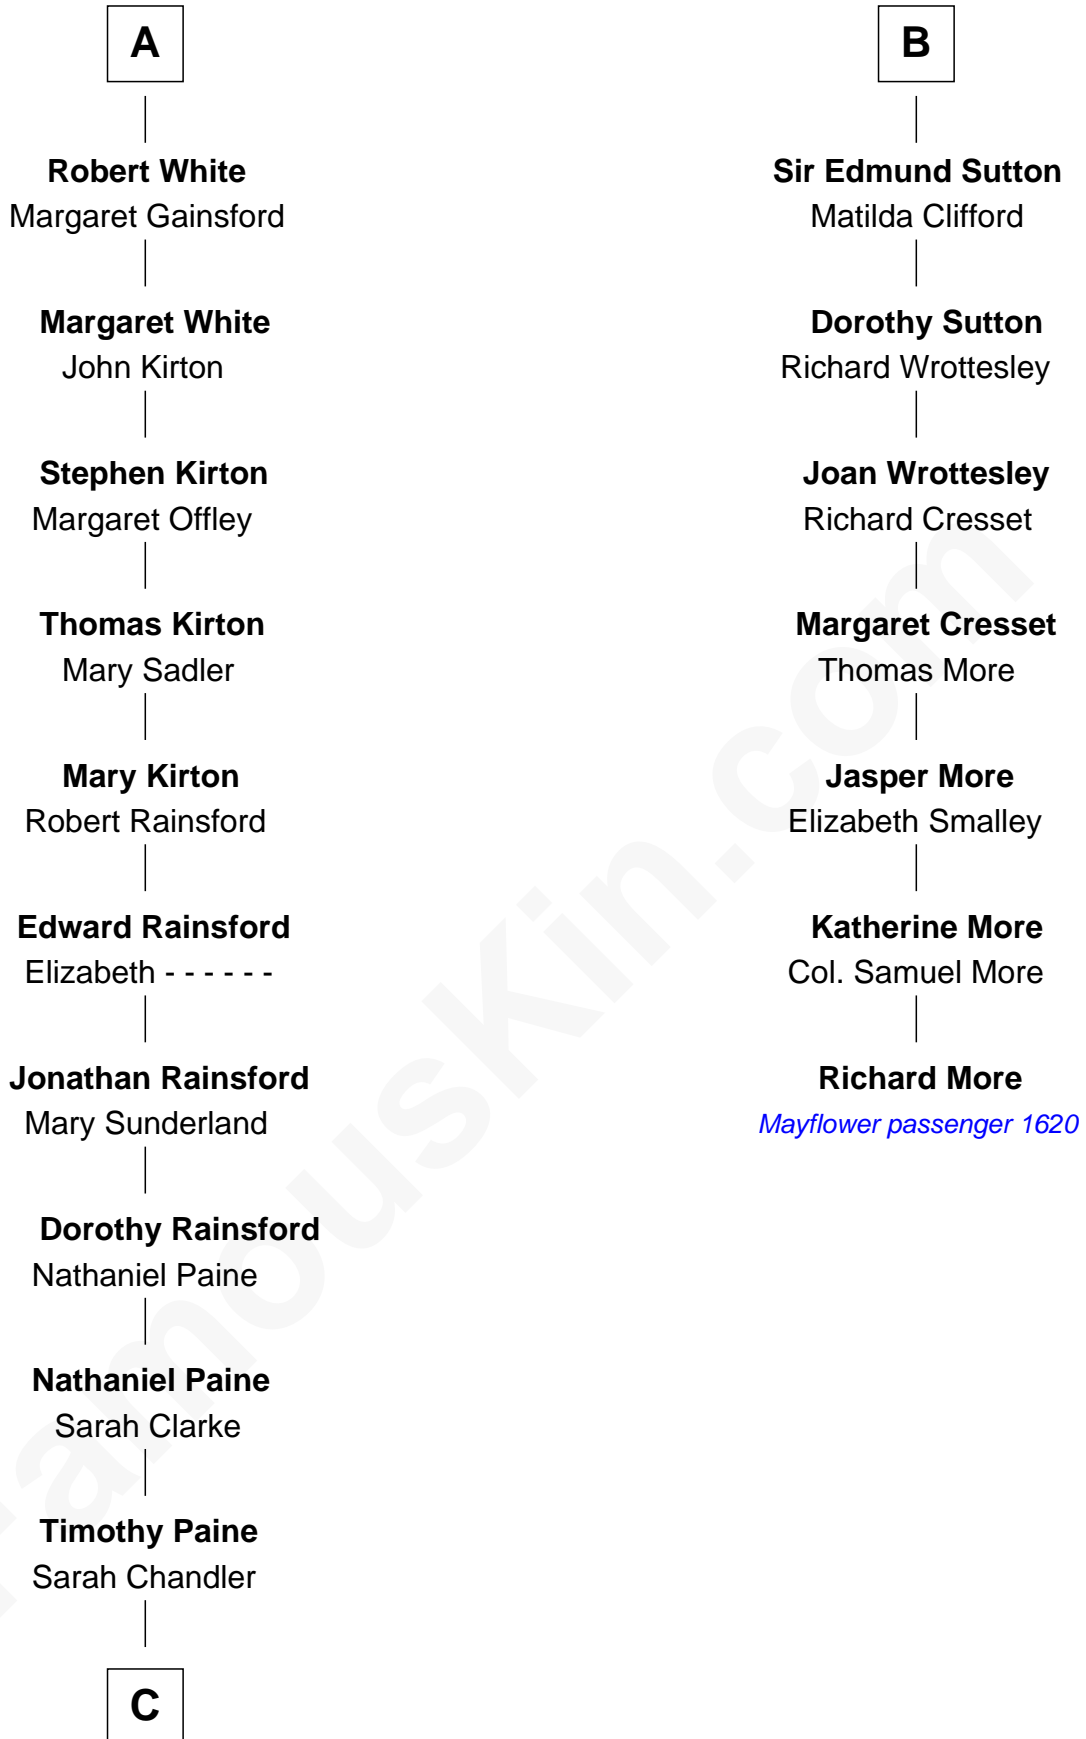 A
Robert White
Margaret Gainsford
Margaret White
John Kirton
Stephen Kirton
Margaret Offley
Thomas Kirton
Mary Sadler
Mary Kirton
Robert Rainsford
Edward Rainsford
Elizabeth - - - - - -
Jonathan Rainsford
Mary Sunderland
Dorothy Rainsford
Nathaniel Paine
Nathaniel Paine
Sarah Clarke
Timothy Paine
Sarah Chandler
C
B
Sir Edmund Sutton
Matilda Clifford
Dorothy Sutton
Richard Wrottesley
Joan Wrottesley
Richard Cresset
Margaret Cresset
Thomas More
Jasper More
Elizabeth Smalley
Katherine More
Col. Samuel More
Richard More
Mayflower passenger 1620
FamousKin.com